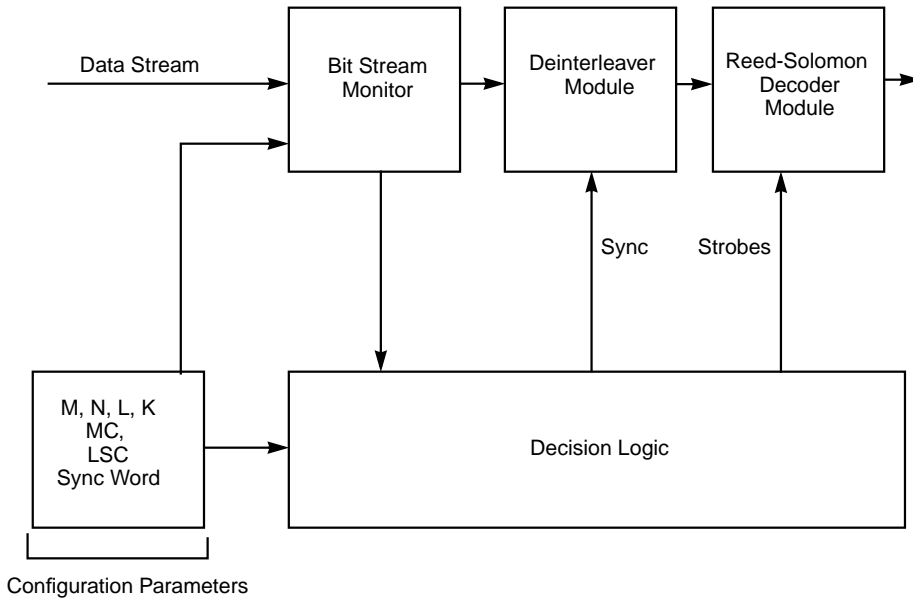 Data Stream
Bit Stream
Monitor
Deinterleaver
Module
Reed-Solomon
Decoder
Module
Sync
Strobes
M, N, L, K
MC,
LSC
Sync Word
Decision Logic
Configuration Parameters